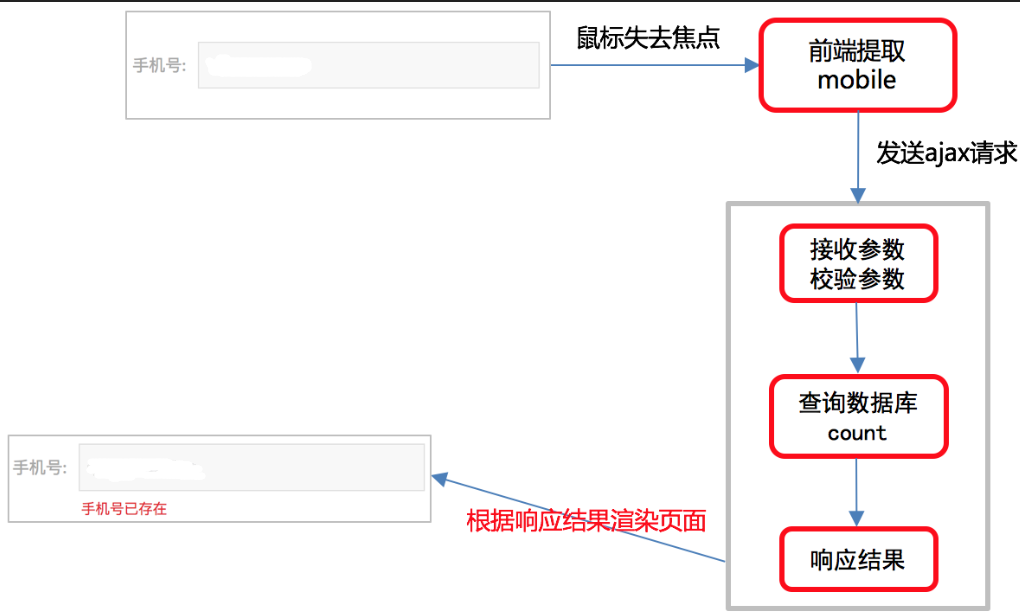 手机号:
鼠标失去焦点
前端提取
mobile
发送ajax请求
接收参数
校验参数
查询数据库
count
响应结果
根据响应结果渲染页面
手机号:
手机号已存在